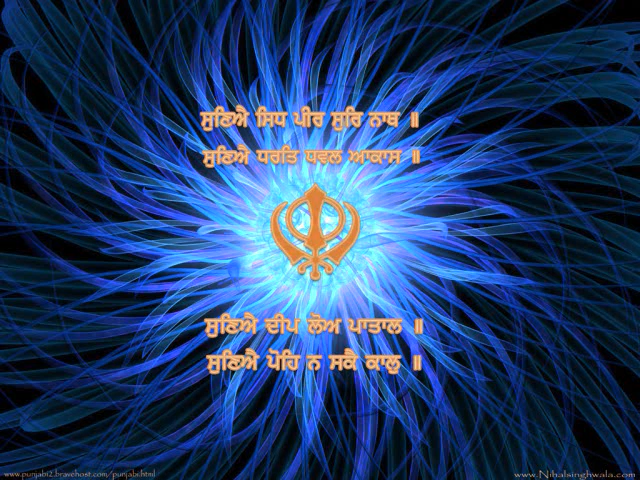 ਸੁਣਿਐ ਸਿਧ ਪੀਰ ਸੁਰਿ ਨਾਥ ॥
ਸੁਣਿਐ ਧਰਤਿ ਧਵਲ ਆਕਾਸ ॥
ਸੁਣਿਐ ਦੀਪ ਲੋਅ ਪਾਤਾਲ ॥
ਸੁਣਿਐ ਪੋਹਿ ਨ ਸਕੈ ਕਾਲੁ ॥
www.punjabi2.bravehost.com/punjabi.html
www.Nihalsinghwala.com